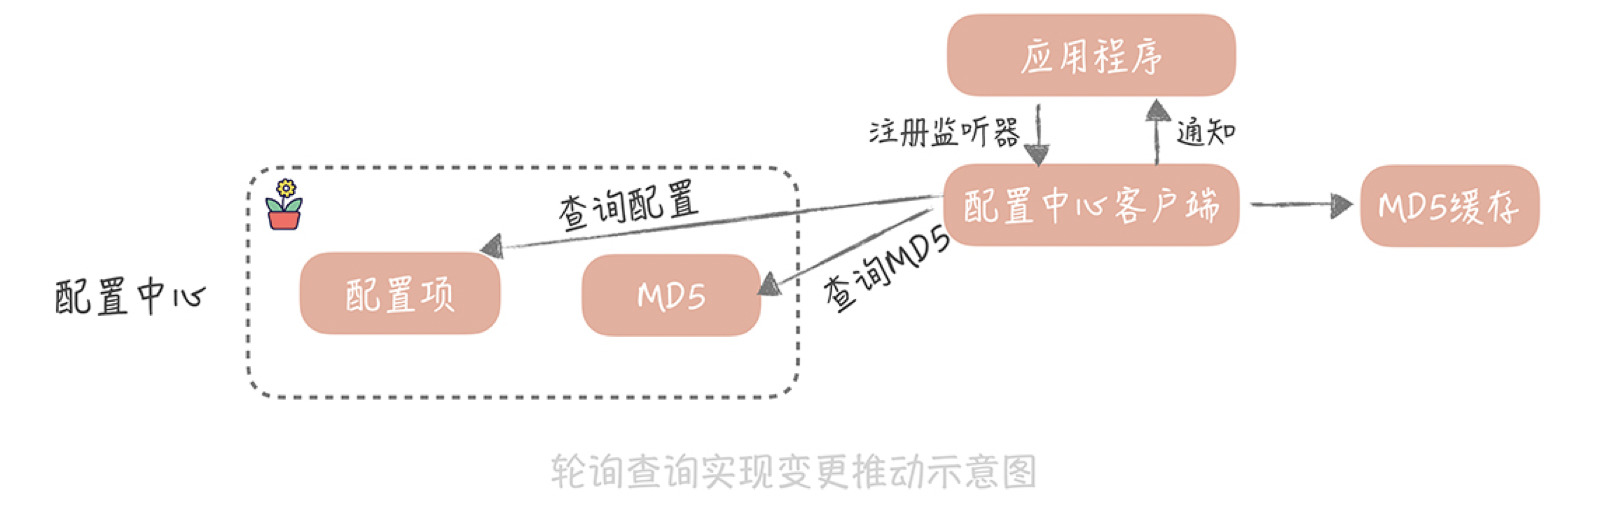 应用程序
注册监听器
通知
查询配置
配置中心客户端
MD5缓存
查询MD5
配置中心
配置项
MD5
轮询查询实现变更推动示意图